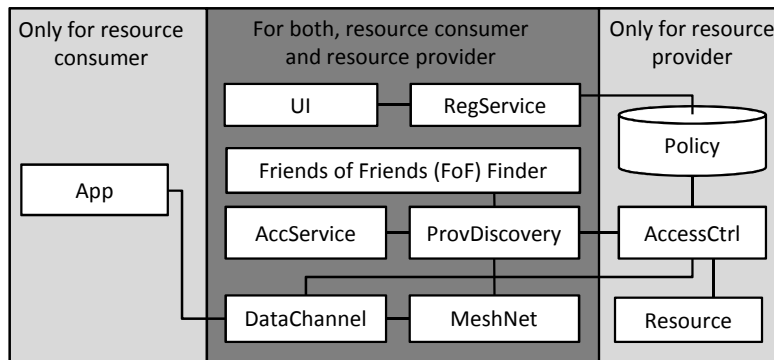 Only for resource
consumer
For both, resource consumer
and resource provider
Only for resource
provider
UI
RegService
Policy
Friends of Friends (FoF) Finder
App
AccService
ProvDiscovery
AccessCtrl
DataChannel
MeshNet
Resource